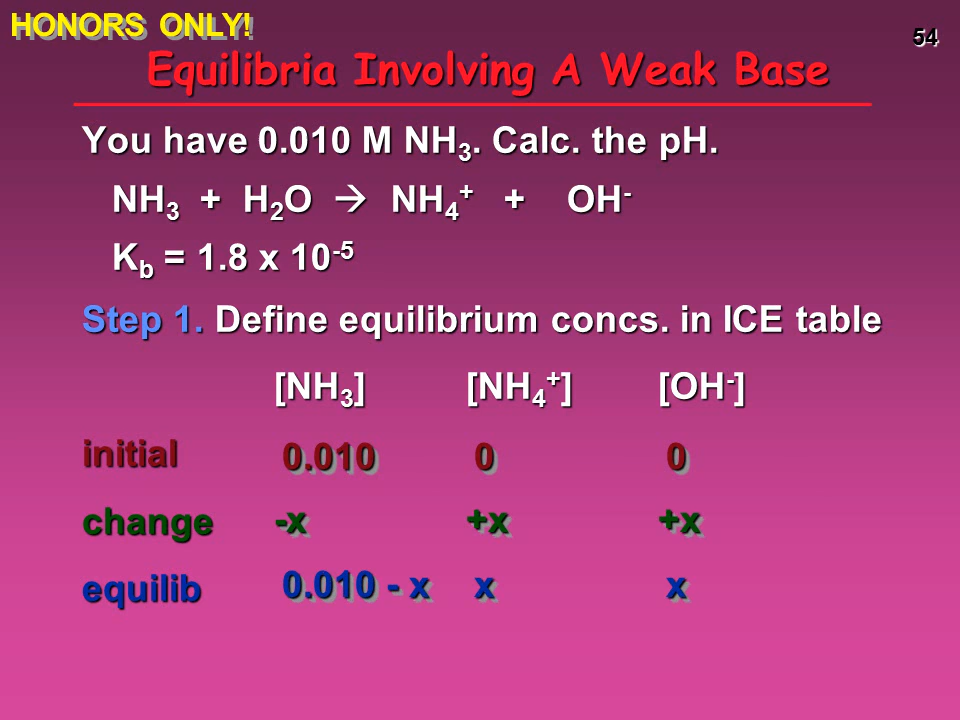 HONORS ONLY!
54
Equilibria Involving A Weak Base
You have 0.010 M NH₃. Calc. the pH.
NH₃ + H₂O → NH₄⁺ + OH⁻
K_b = 1.8 x 10⁻⁵
Step 1. Define equilibrium concs. in ICE table
[NH₃] [NH₄⁺] [OH⁻]
initial 0.010 0 0
change -x +x +x
equilib 0.010 - x x x